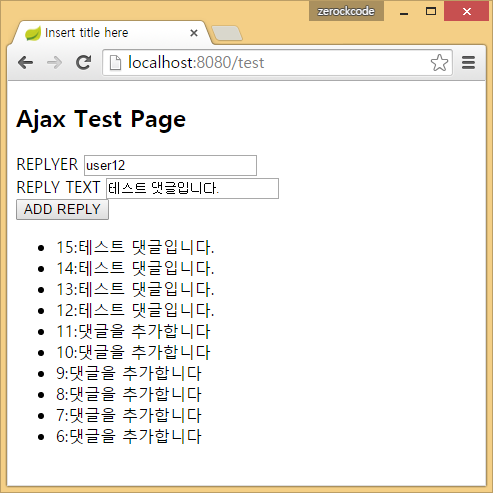 zerockcode
Insert title here
localhost:8080/test
Ajax Test Page
REPLYER user12
REPLY TEXT 테스트 댓글입니다.
ADD REPLY
15:테스트 댓글입니다.
14:테스트 댓글입니다.
13:테스트 댓글입니다.
12:테스트 댓글입니다.
11:댓글을 추가합니다
10:댓글을 추가합니다
9:댓글을 추가합니다
8:댓글을 추가합니다
7:댓글을 추가합니다
6:댓글을 추가합니다